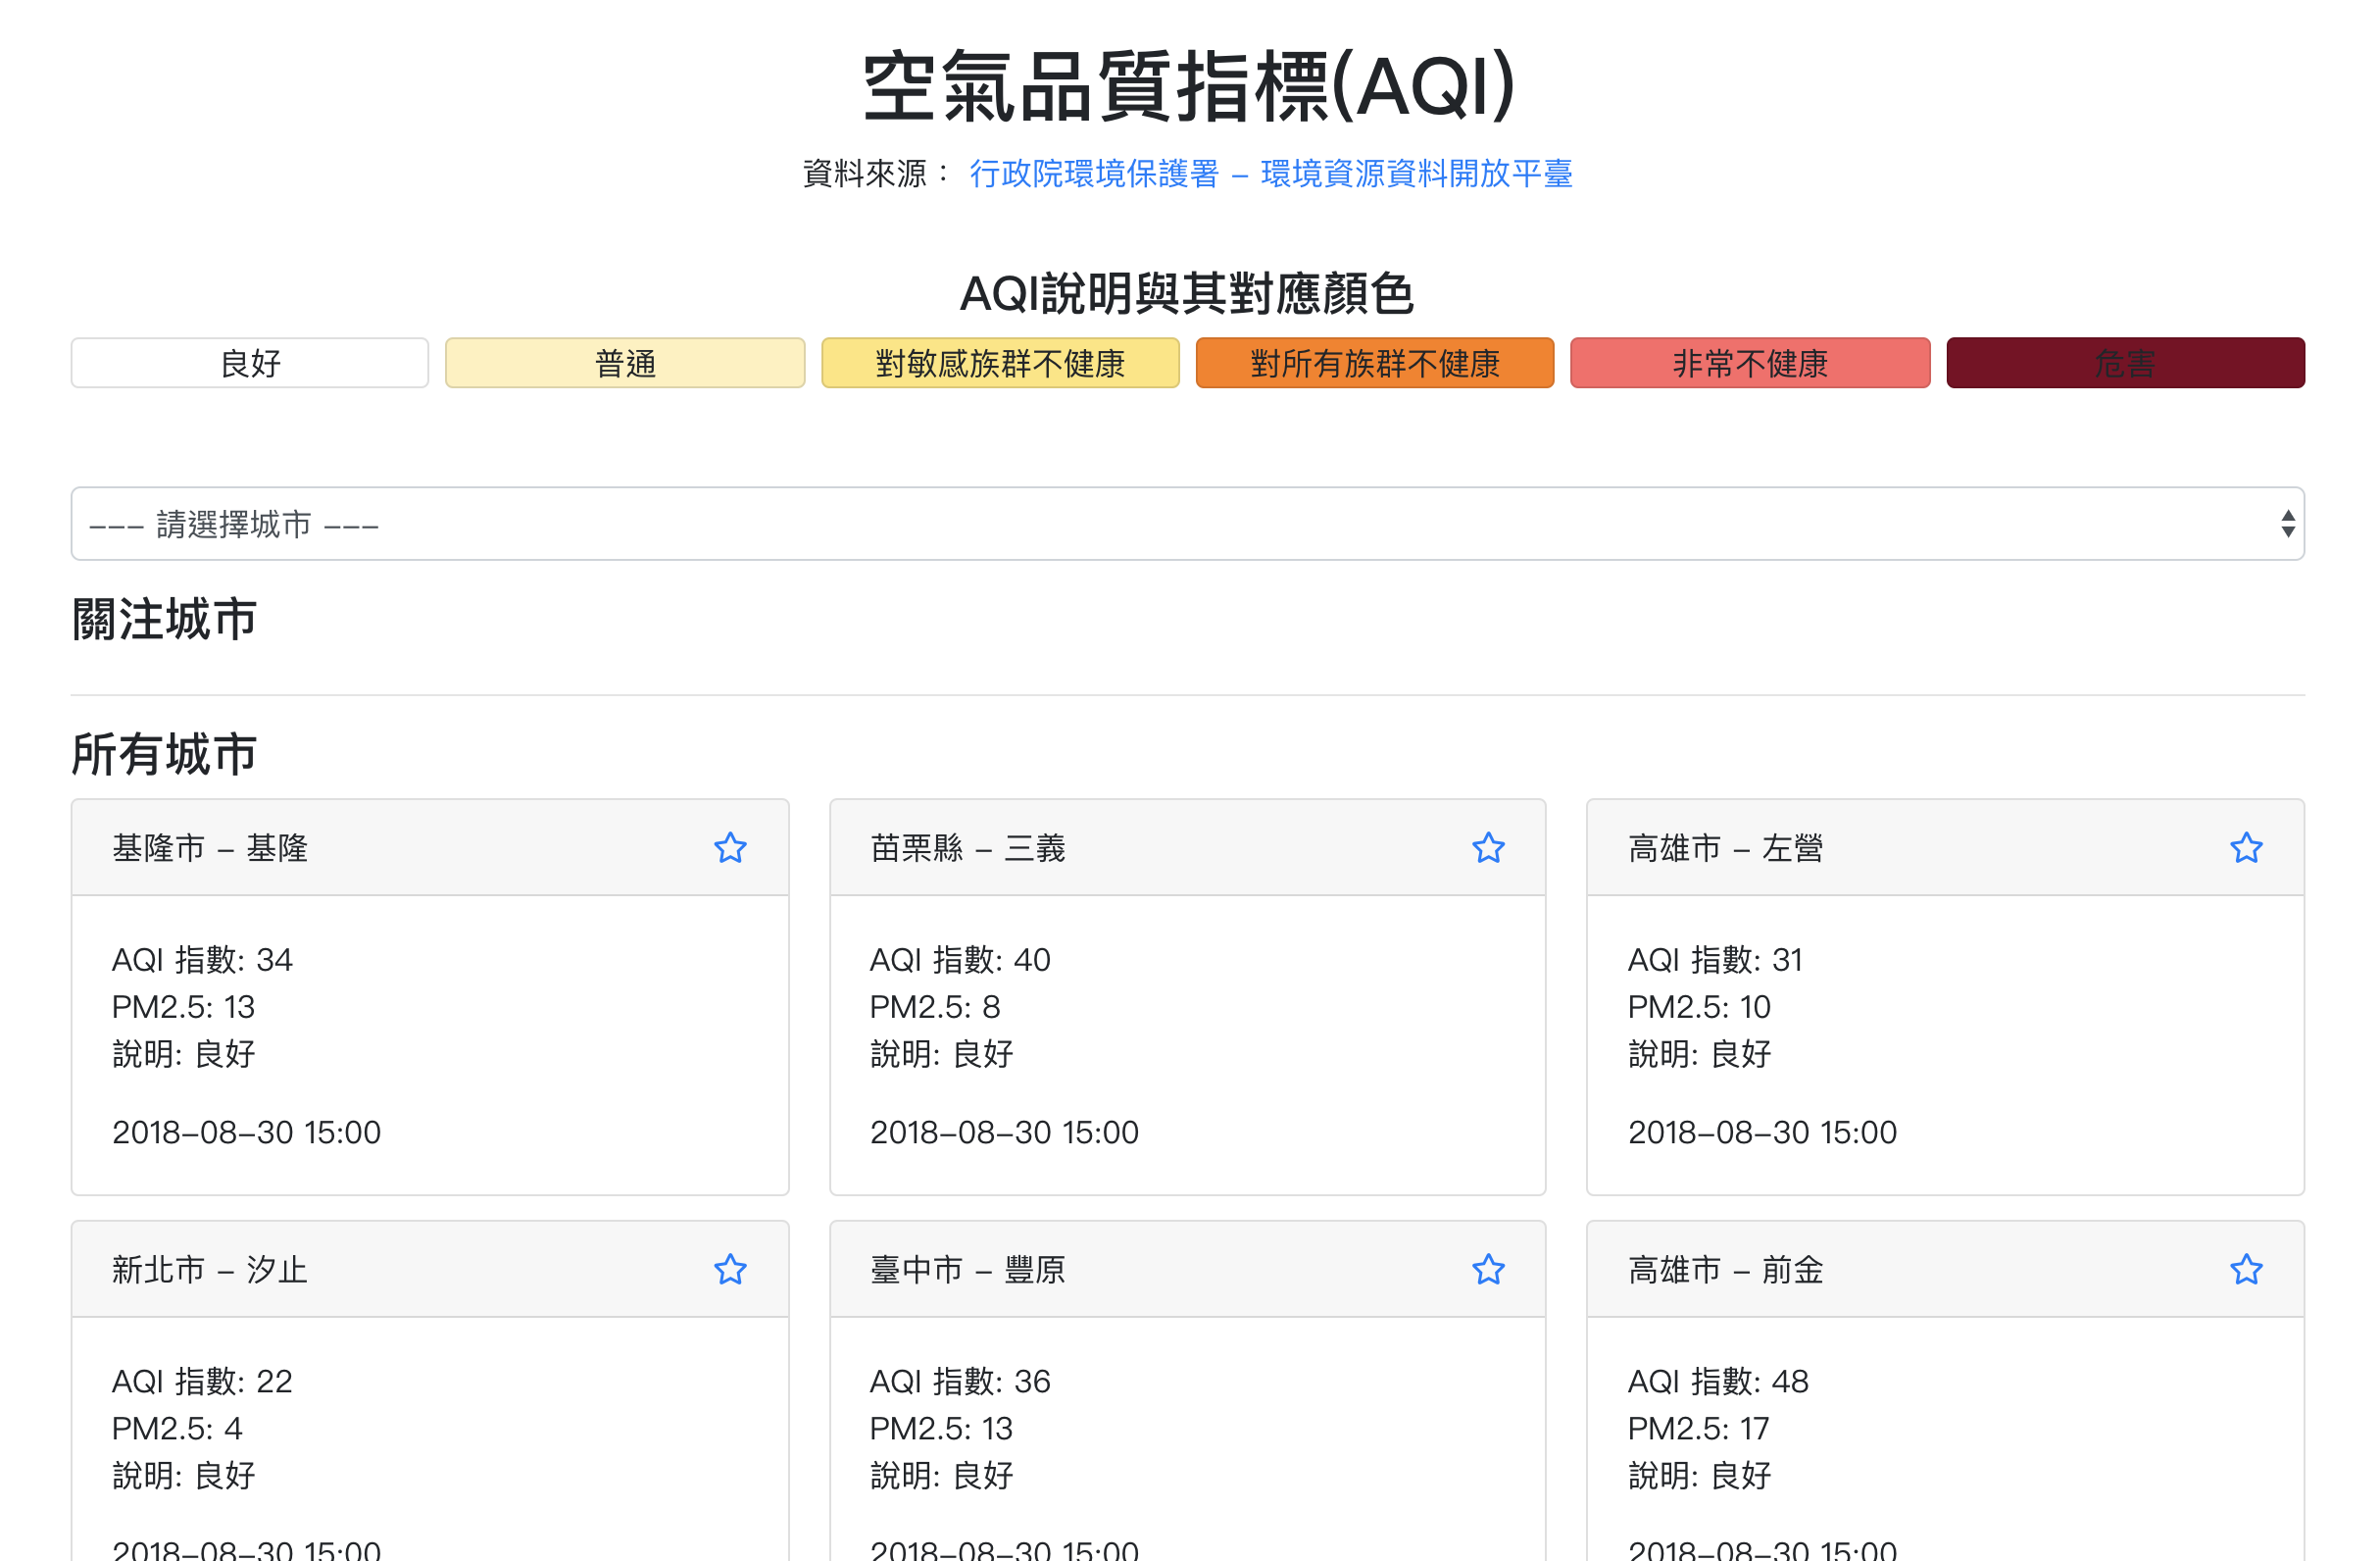 空氣品質指標(AQI)
資料來源： 行政院環境保護署 – 環境資源資料開放平臺
AQI說明與其對應顏色
良好
普通
對敏感族群不健康
對所有族群不健康
非常不健康
危害
--- 請選擇城市 ---
關注城市
所有城市
基隆市 – 基隆
AQI 指數: 34
PM2.5: 13
說明: 良好
2018-08-30 15:00
苗栗縣 – 三義
AQI 指數: 40
PM2.5: 8
說明: 良好
2018-08-30 15:00
高雄市 – 左營
AQI 指數: 31
PM2.5: 10
說明: 良好
2018-08-30 15:00
新北市 – 汐止
AQI 指數: 22
PM2.5: 4
說明: 良好
2018-08-30 15:00
臺中市 – 豐原
AQI 指數: 36
PM2.5: 13
說明: 良好
2018-08-30 15:00
高雄市 – 前金
AQI 指數: 48
PM2.5: 17
說明: 良好
2018-08-30 15:00